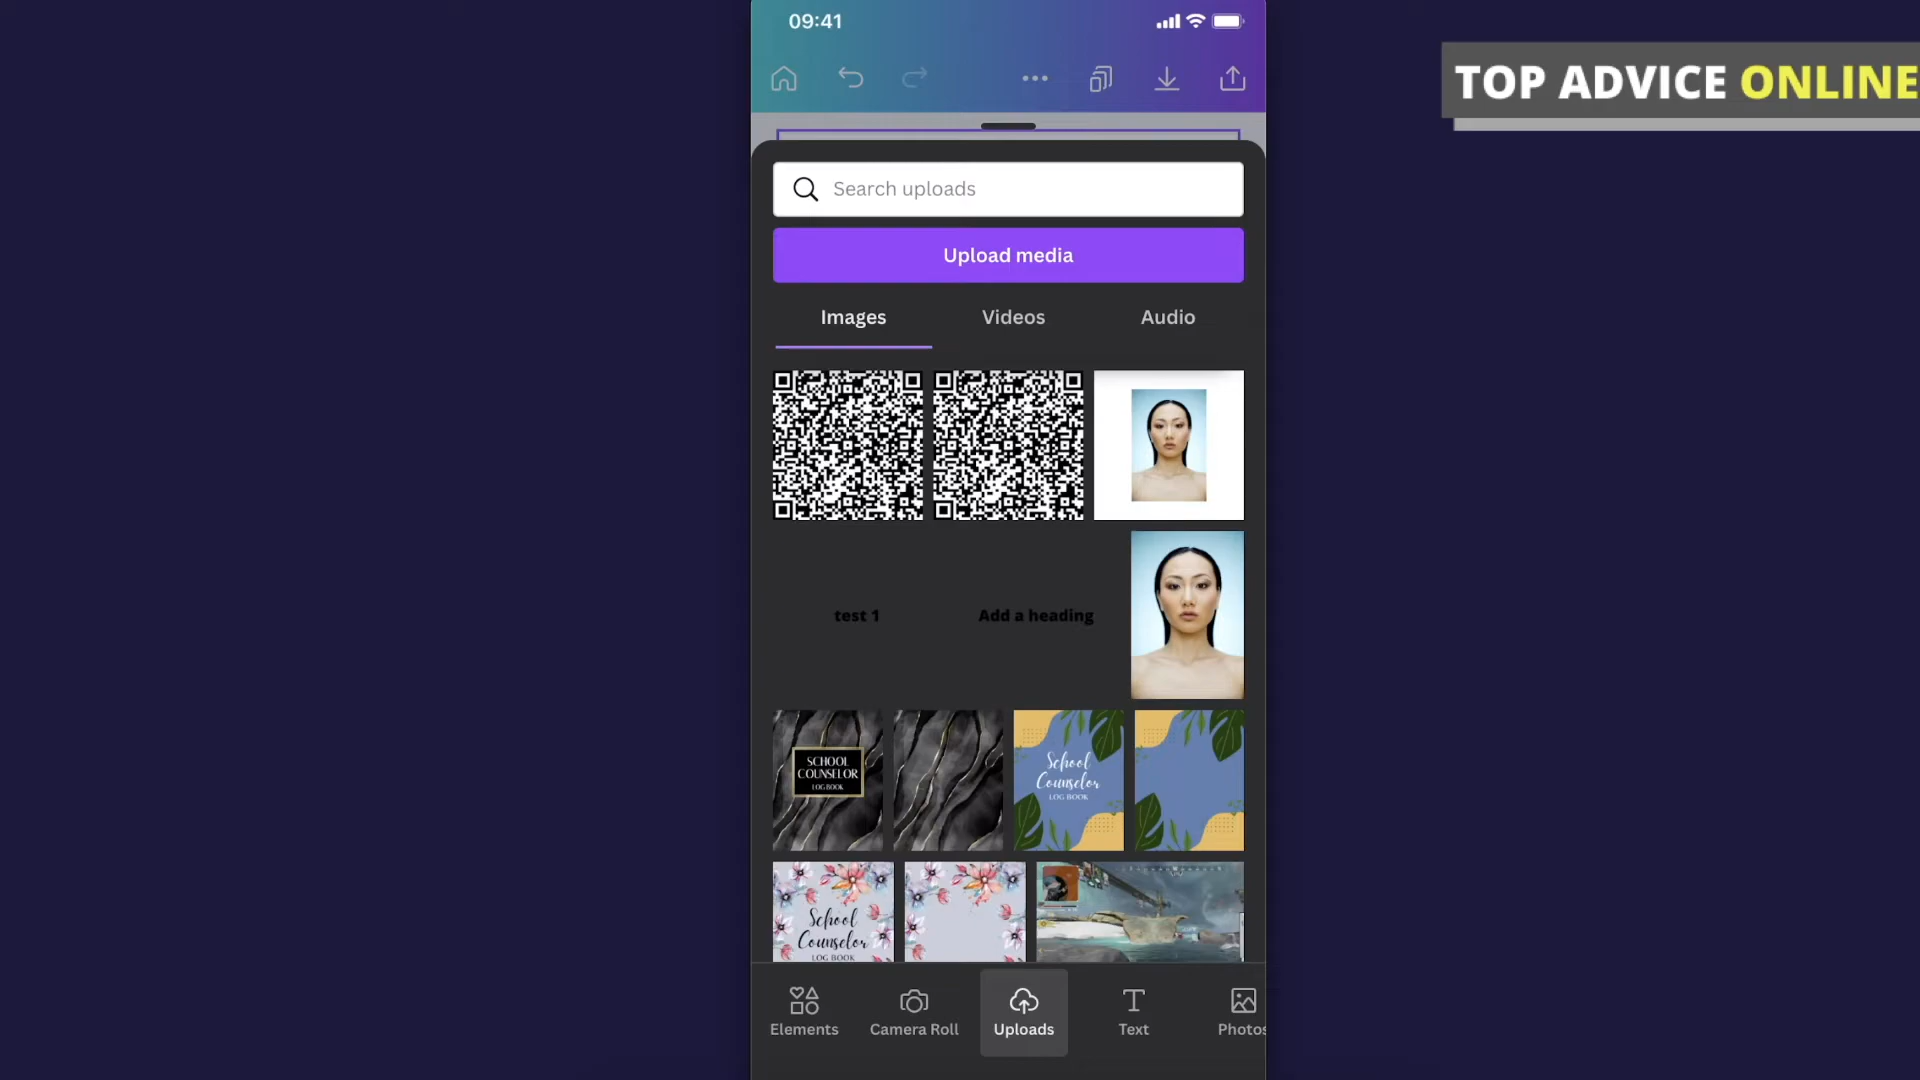 09:41
TOP ADVICE ONLINE
Search uploads
Upload media
Images Videos Audio
test 1 Add a heading
SCHOOL
COUNSELOR
LOG BOOK
School
Counselor
LOG BOOK
School
Counselor
LOG BOOK
Elements Camera Roll Uploads Text Photos